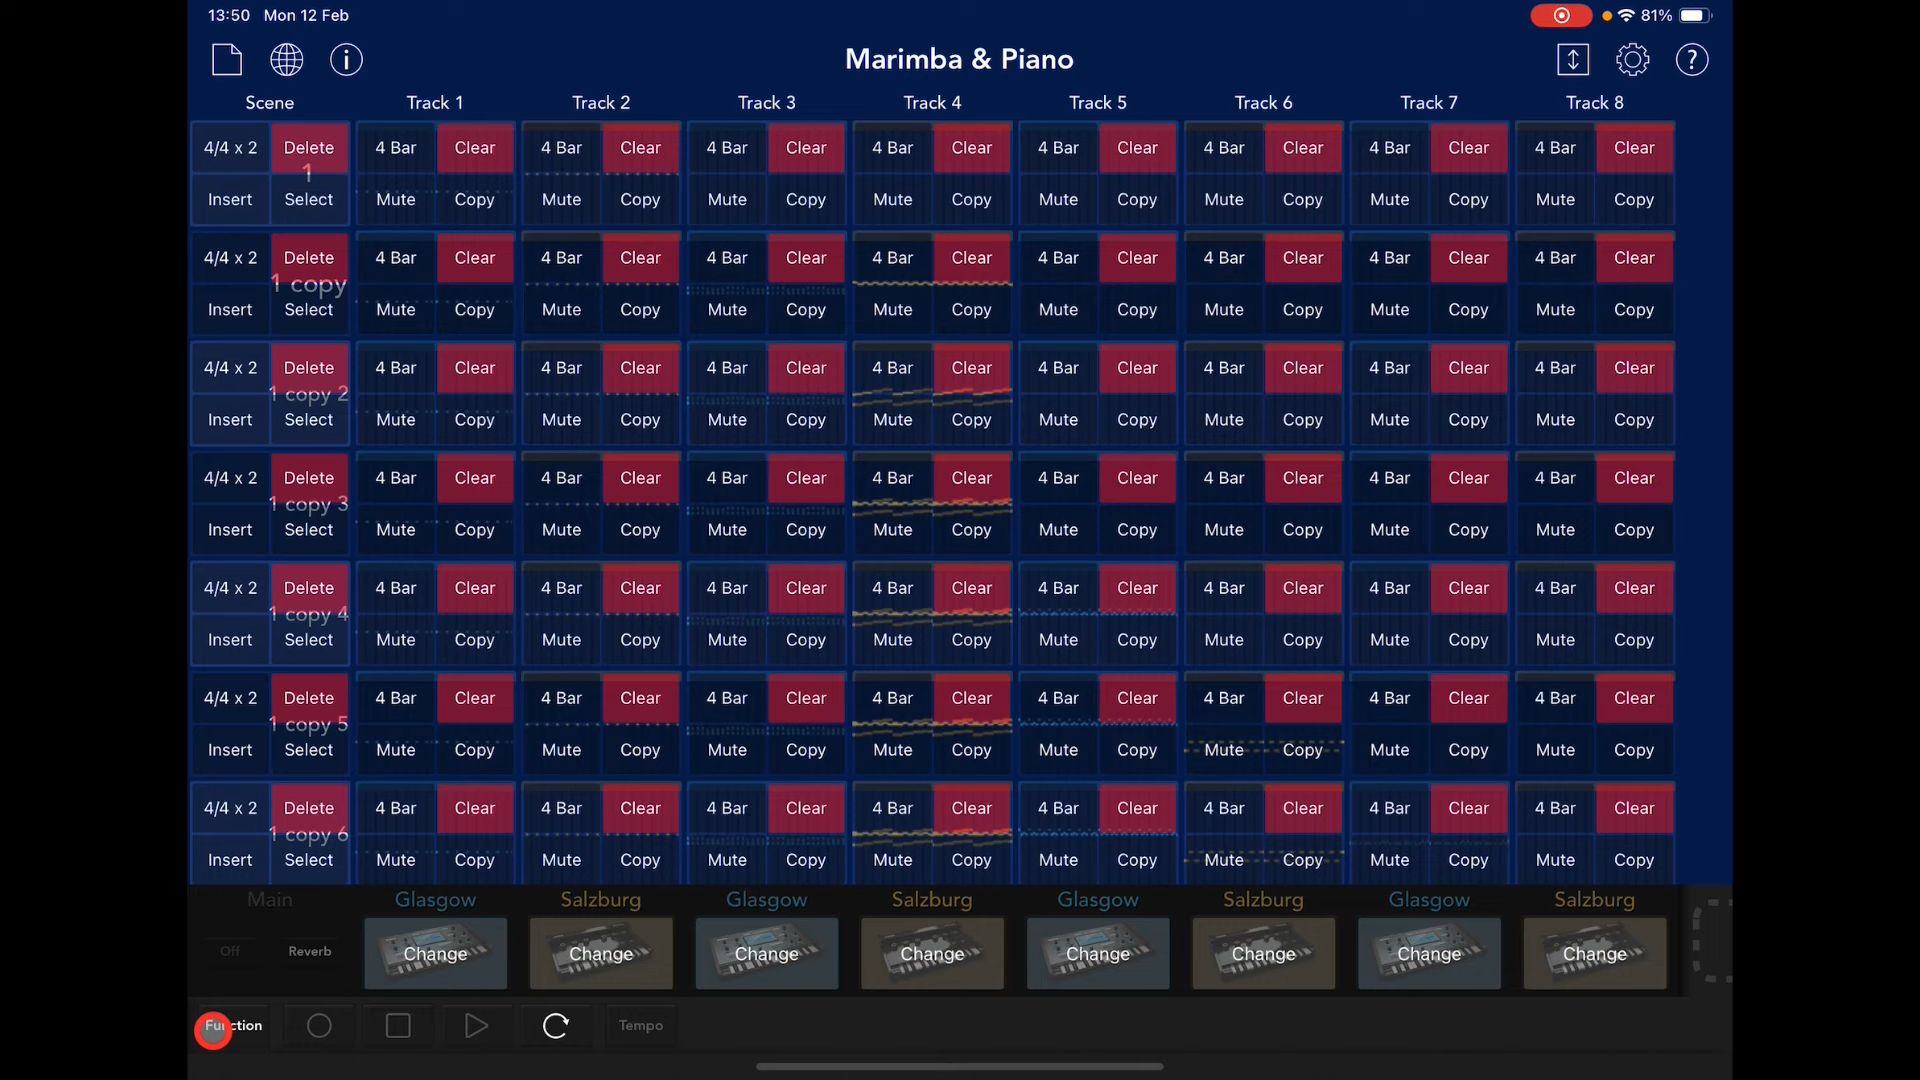 13:50 Mon 12 Feb 81%
Marimba & Piano
Scene Track 1 Track 2 Track 3 Track 4 Track 5 Track 6 Track 7 Track 8
4/4 x 2 Delete 4 Bar Clear 4 Bar Clear 4 Bar Clear 4 Bar Clear 4 Bar Clear 4 Bar Clear 4 Bar Clear 4 Bar Clear
1
Insert Select Mute Copy Mute Copy Mute Copy Mute Copy Mute Copy Mute Copy Mute Copy Mute Copy
4/4 x 2 Delete 4 Bar Clear 4 Bar Clear 4 Bar Clear 4 Bar Clear 4 Bar Clear 4 Bar Clear 4 Bar Clear 4 Bar Clear
1 copy
Insert Select Mute Copy Mute Copy Mute Copy Mute Copy Mute Copy Mute Copy Mute Copy Mute Copy
4/4 x 2 Delete 4 Bar Clear 4 Bar Clear 4 Bar Clear 4 Bar Clear 4 Bar Clear 4 Bar Clear 4 Bar Clear 4 Bar Clear
1 copy 2
Insert Select Mute Copy Mute Copy Mute Copy Mute Copy Mute Copy Mute Copy Mute Copy Mute Copy
4/4 x 2 Delete 4 Bar Clear 4 Bar Clear 4 Bar Clear 4 Bar Clear 4 Bar Clear 4 Bar Clear 4 Bar Clear 4 Bar Clear
1 copy 3
Insert Select Mute Copy Mute Copy Mute Copy Mute Copy Mute Copy Mute Copy Mute Copy Mute Copy
4/4 x 2 Delete 4 Bar Clear 4 Bar Clear 4 Bar Clear 4 Bar Clear 4 Bar Clear 4 Bar Clear 4 Bar Clear 4 Bar Clear
1 copy 4
Insert Select Mute Copy Mute Copy Mute Copy Mute Copy Mute Copy Mute Copy Mute Copy Mute Copy
4/4 x 2 Delete 4 Bar Clear 4 Bar Clear 4 Bar Clear 4 Bar Clear 4 Bar Clear 4 Bar Clear 4 Bar Clear 4 Bar Clear
1 copy 5
Insert Select Mute Copy Mute Copy Mute Copy Mute Copy Mute Copy Mute Copy Mute Copy Mute Copy
4/4 x 2 Delete 4 Bar Clear 4 Bar Clear 4 Bar Clear 4 Bar Clear 4 Bar Clear 4 Bar Clear 4 Bar Clear 4 Bar Clear
1 copy 6
Insert Select Mute Copy Mute Copy Mute Copy Mute Copy Mute Copy Mute Copy Mute Copy Mute Copy
Main Glasgow Salzburg Glasgow Salzburg Glasgow Salzburg Glasgow Salzburg
Off Reverb Change Change Change Change Change Change Change Change
Function Tempo